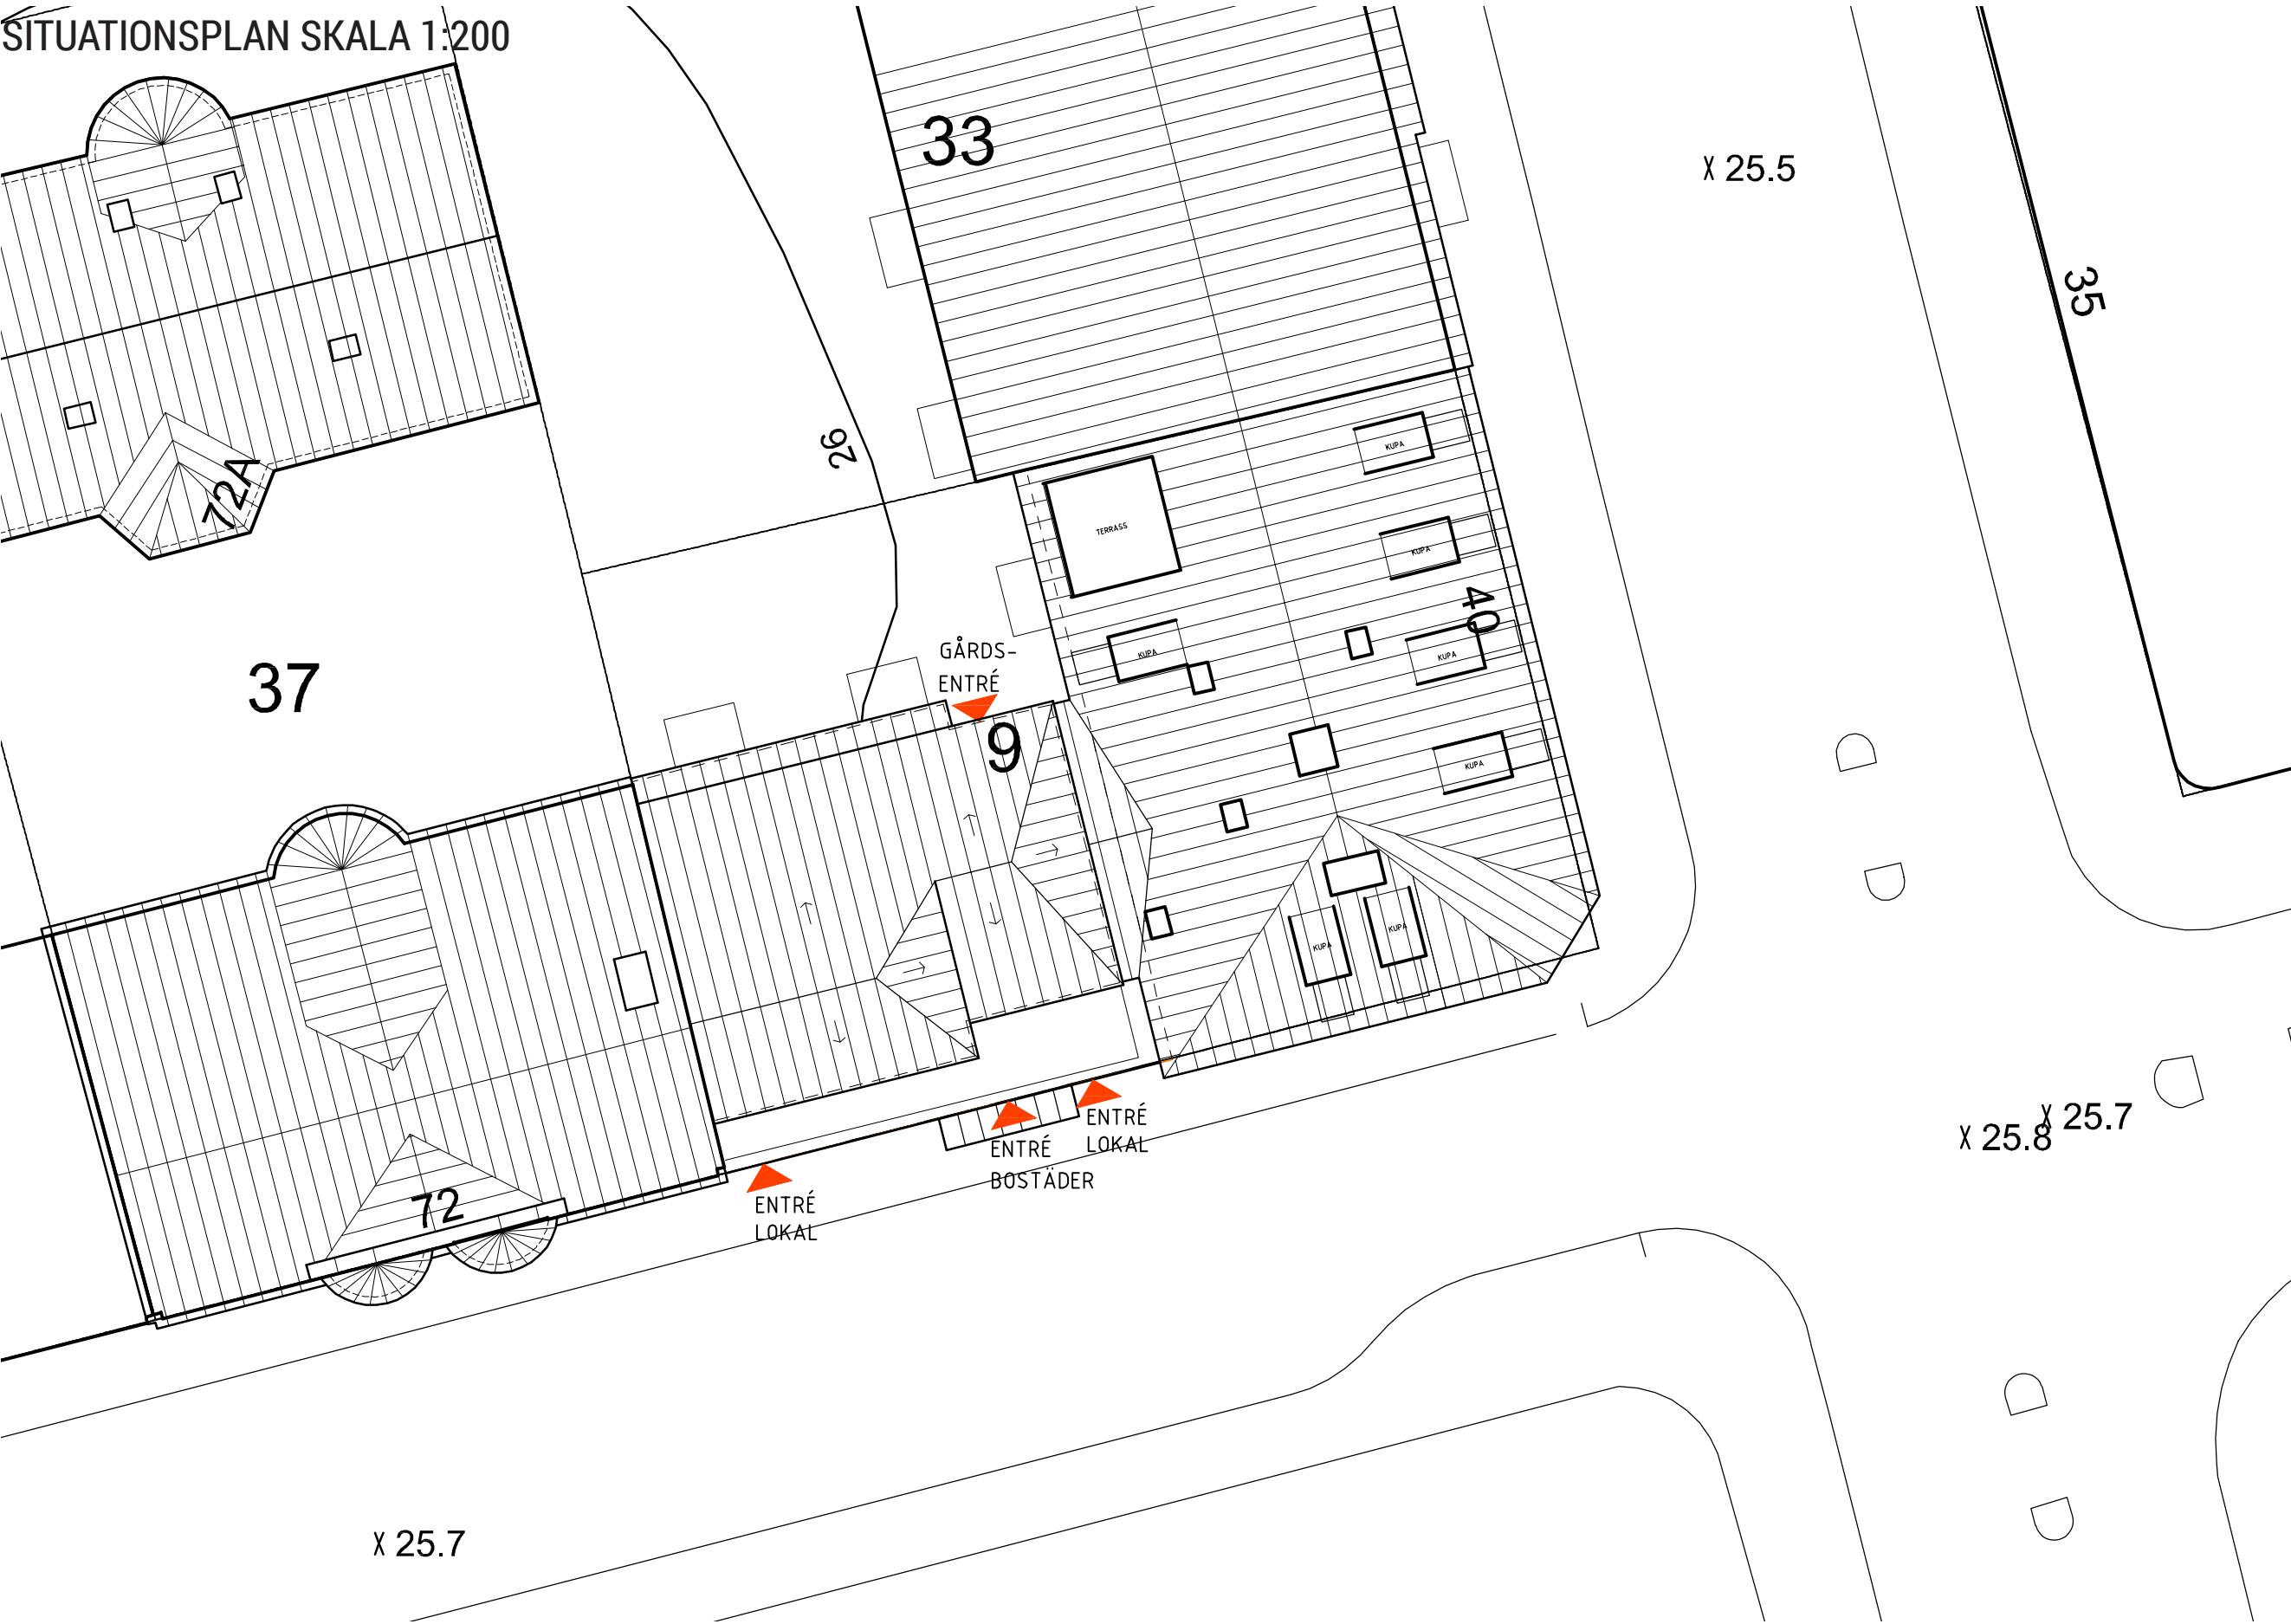 SITUATIONSPLAN SKALA 1:200
33
X 25.5
35
26
72A
KUPA
TERRASS
KUPA
40
37
GÅRDS-
ENTRÉ
KUPA
KUPA
9
KUPA
KUPA
KUPA
ENTRÉ
LOKAL
ENTRÉ
BOSTÄDER
X 25.7
X 25.8
72
ENTRÉ
LOKAL
X 25.7